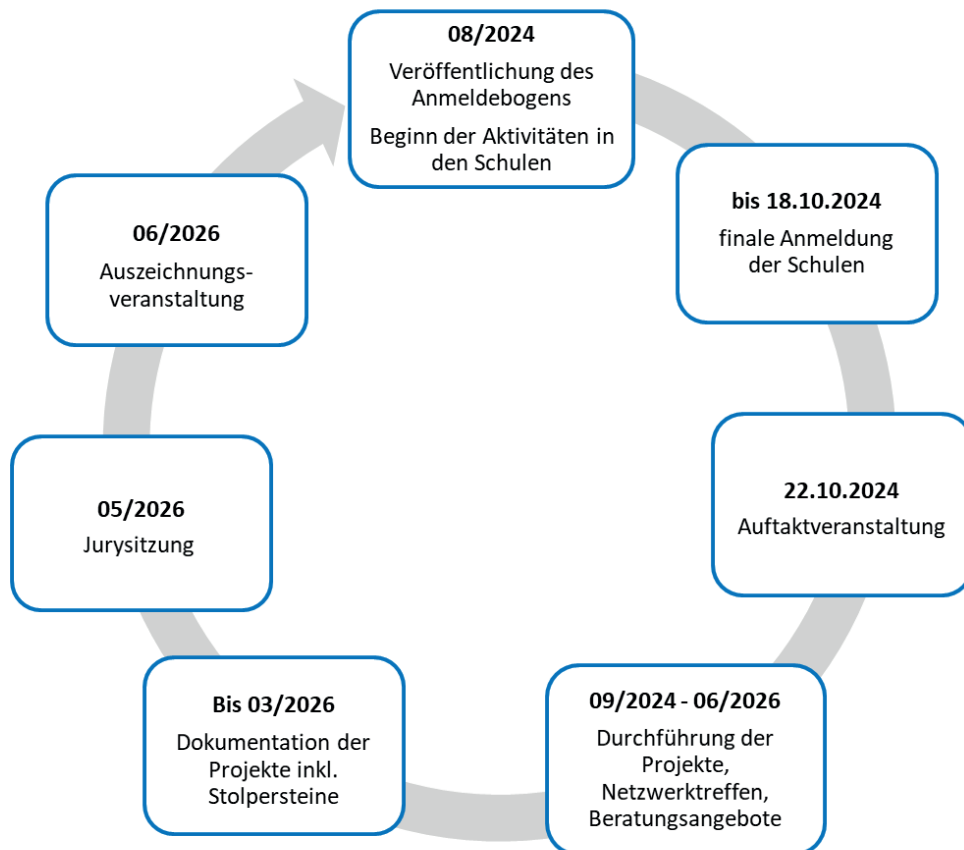 08/2024
Veröffentlichung des
Anmeldebogens
Beginn der Aktivitäten in
den Schulen
bis 18.10.2024
finale Anmeldung
der Schulen
22.10.2024
Auftaktveranstaltung
09/2024 - 06/2026
Durchführung der
Projekte,
Netzwerktreffen,
Beratungsangebote
Bis 03/2026
Dokumentation der
Projekte inkl.
Stolpersteine
05/2026
Jurysitzung
06/2026
Auszeichnungs-
veranstaltung